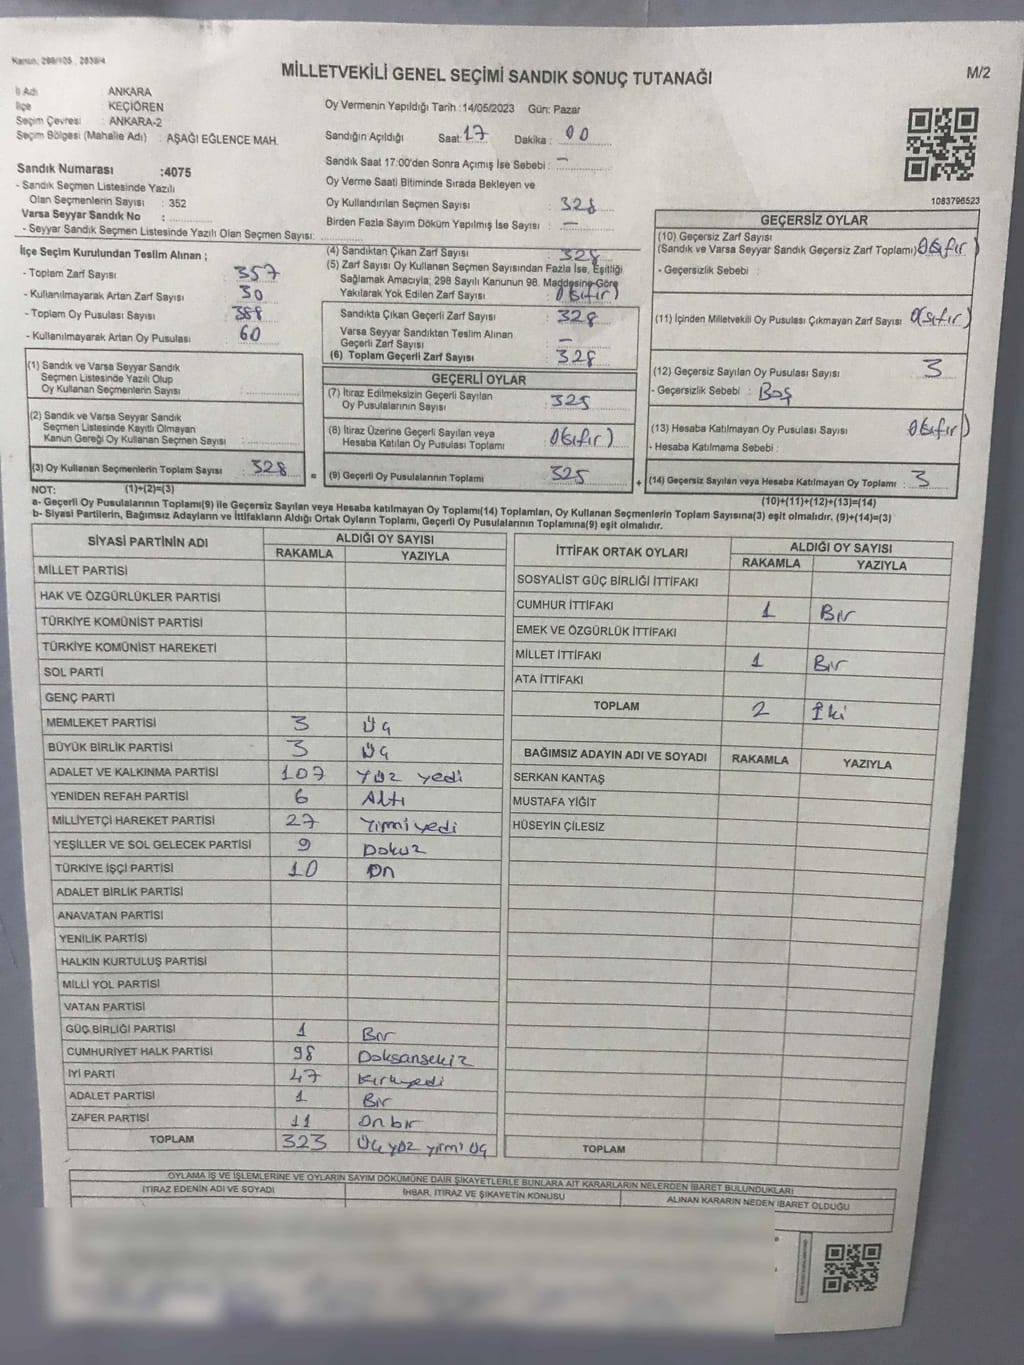 Kanun: 298/105 , 2839/4
MİLLETVEKİLİ GENEL SEÇİMİ SANDIK SONUÇ TUTANAĞI
M/2
İl Adı : ANKARA
İlçe : KEÇİÖREN
Seçim Çevresi : ANKARA-2
Seçim Bölgesi (Mahalle Adı) : AŞAĞI EĞLENCE MAH.
Sandık Numarası :4075
- Sandık Seçmen Listesinde Yazılı
Olan Seçmenlerin Sayısı : 352
Varsa Seyyar Sandık No :
- Seyyar Sandık Seçmen Listesinde Yazılı Olan Seçmen Sayısı:
Oy Vermenin Yapıldığı Tarih :14/05/2023 Gün: Pazar
Sandığın Açıldığı Saat: 17 Dakika : 00
Sandık Saat 17:00'den Sonra Açımış İse Sebebi : –
Oy Verme Saati Bitiminde Sırada Bekleyen ve
Oy Kullandırılan Seçmen Sayısı : 328
Birden Fazla Sayım Döküm Yapılmış İse Sayısı : –
1083796523
İlçe Seçim Kurulundan Teslim Alınan ;
- Toplam Zarf Sayısı : 357
- Kullanılmayarak Artan Zarf Sayısı : 30
- Toplam Oy Pusulası Sayısı : 388
- Kullanılmayarak Artan Oy Pusulası : 60
(1) Sandık ve Varsa Seyyar Sandık
Seçmen Listesinde Yazılı Olup
Oy Kullanan Seçmenlerin Sayısı :
(2) Sandık ve Varsa Seyyar Sandık
Seçmen Listesinde Kayıtlı Olmayan
Kanun Gereği Oy Kullanan Seçmen Sayısı :
(3) Oy Kullanan Seçmenlerin Toplam Sayısı : 328
(4) Sandıktan Çıkan Zarf Sayısı : 328
(5) Zarf Sayısı Oy Kullanan Seçmen Sayısından Fazla İse, Eşitliği
Sağlamak Amacıyla; 298 Sayılı Kanunun 98. Maddesine Göre
Yakılarak Yok Edilen Zarf Sayısı : 0(sıfır)
Sandıkta Çıkan Geçerli Zarf Sayısı : 328
Varsa Seyyar Sandıktan Teslim Alınan
Geçerli Zarf Sayısı : –
(6) Toplam Geçerli Zarf Sayısı : 328
GEÇERLİ OYLAR
(7) İtiraz Edilmeksizin Geçerli Sayılan
Oy Pusulalarının Sayısı : 325
(8) İtiraz Üzerine Geçerli Sayılan veya
Hesaba Katılan Oy Pusulası Toplamı : 0(sıfır)
= (9) Geçerli Oy Pusulalarının Toplamı : 325
GEÇERSİZ OYLAR
(10) Geçersiz Zarf Sayısı
(Sandık ve Varsa Seyyar Sandık Geçersiz Zarf Toplamı) 0(sıfır)
- Geçersizlik Sebebi :
(11) İçinden Milletvekili Oy Pusulası Çıkmayan Zarf Sayısı 0(sıfır)
(12) Geçersiz Sayılan Oy Pusulası Sayısı : 3
- Geçersizlik Sebebi : Boş
(13) Hesaba Katılmayan Oy Pusulası Sayısı 0(sıfır)
- Hesaba Katılmama Sebebi :
+ (14) Geçersiz Sayılan veya Hesaba Katılmayan Oy Toplamı : 3
NOT: (1)+(2)=(3) (10)+(11)+(12)+(13)=(14)
a- Geçerli Oy Pusulalarının Toplamı(9) ile Geçersiz Sayılan veya Hesaba katılmayan Oy Toplamı(14) Toplamları, Oy Kullanan Seçmenlerin Toplam Sayısına(3) eşit olmalıdır. (9)+(14)=(3)
b- Siyasi Partilerin, Bağımsız Adayların ve İttifakların Aldığı Ortak Oyların Toplamı, Geçerli Oy Pusulalarının Toplamına(9) eşit olmalıdır.
SİYASİ PARTİNİN ADI ALDIĞI OY SAYISI
RAKAMLA YAZIYLA
MİLLET PARTİSİ
HAK VE ÖZGÜRLÜKLER PARTİSİ
TÜRKİYE KOMÜNİST PARTİSİ
TÜRKİYE KOMÜNİST HAREKETİ
SOL PARTİ
GENÇ PARTİ
MEMLEKET PARTİSİ 3 Üç
BÜYÜK BİRLİK PARTİSİ 3 Üç
ADALET VE KALKINMA PARTİSİ 107 Yüz yedi
YENİDEN REFAH PARTİSİ 6 Altı
MİLLİYETÇİ HAREKET PARTİSİ 27 Yirmi yedi
YEŞİLLER VE SOL GELECEK PARTİSİ 9 Dokuz
TÜRKİYE İŞÇİ PARTİSİ 10 On
ADALET BİRLİK PARTİSİ
ANAVATAN PARTİSİ
YENİLİK PARTİSİ
HALKIN KURTULUŞ PARTİSİ
MİLLİ YOL PARTİSİ
VATAN PARTİSİ
GÜÇ BİRLİĞİ PARTİSİ 1 Bir
CUMHURİYET HALK PARTİSİ 98 Doksansekiz
İYİ PARTİ 47 Kırkyedi
ADALET PARTİSİ 1 Bir
ZAFER PARTİSİ 11 On bir
TOPLAM 323 Üç yüz yirmi üç
İTTİFAK ORTAK OYLARI ALDIĞI OY SAYISI
RAKAMLA YAZIYLA
SOSYALİST GÜÇ BİRLİĞİ İTTİFAKI
CUMHUR İTTİFAKI 1 Bir
EMEK VE ÖZGÜRLÜK İTTİFAKI
MİLLET İTTİFAKI 1 Bir
ATA İTTİFAKI
TOPLAM 2 İki
BAĞIMSIZ ADAYIN ADI VE SOYADI RAKAMLA YAZIYLA
SERKAN KANTAŞ
MUSTAFA YİĞİT
HÜSEYİN ÇİLESİZ
TOPLAM
OYLAMA İŞ VE İŞLEMLERİNE VE OYLARIN SAYIM DÖKÜMÜNE DAİR ŞİKAYETLERLE BUNLARA AİT KARARLARIN NELERDEN İBARET BULUNDUKLARI
İTİRAZ EDENİN ADI VE SOYADI İHBAR, İTİRAZ VE ŞİKAYETİN KONUSU ALINAN KARARIN NEDEN İBARET OLDUĞU